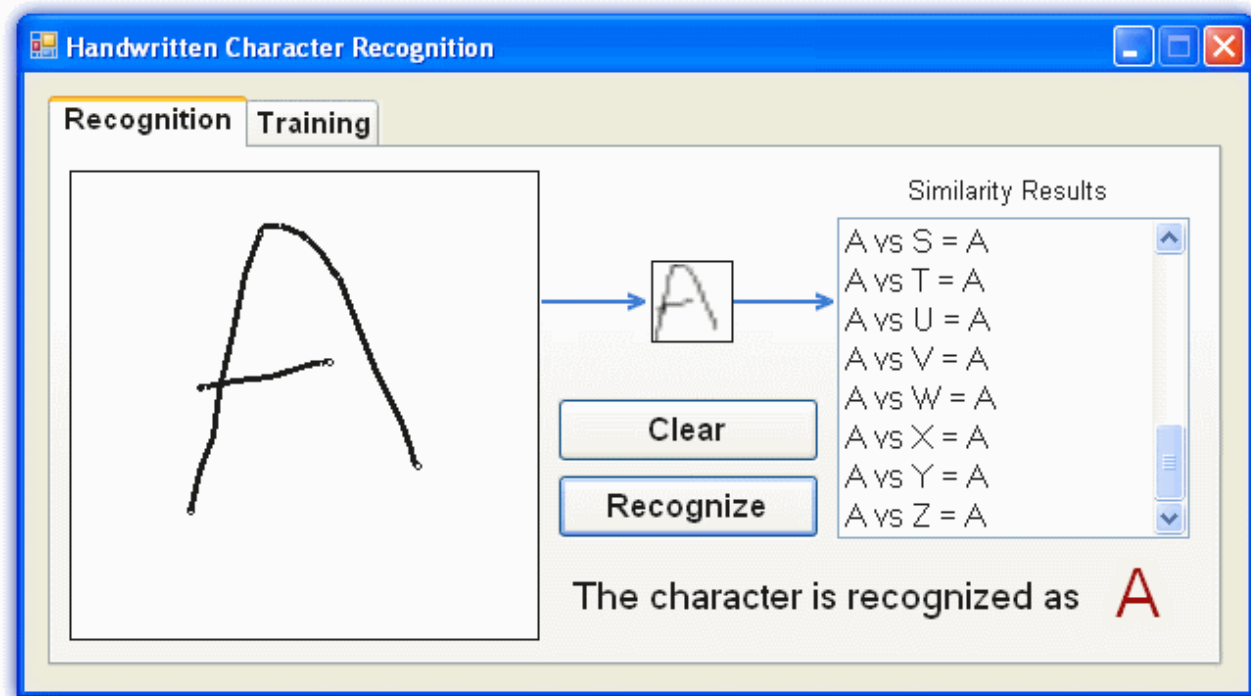 Handwritten Character Recognition
Recognition Training
A
A
Similarity Results
A vs S = A
A vs T = A
A vs U = A
A vs V = A
A vs W = A
A vs X = A
A vs Y = A
A vs Z = A
Clear
Recognize
The character is recognized as A